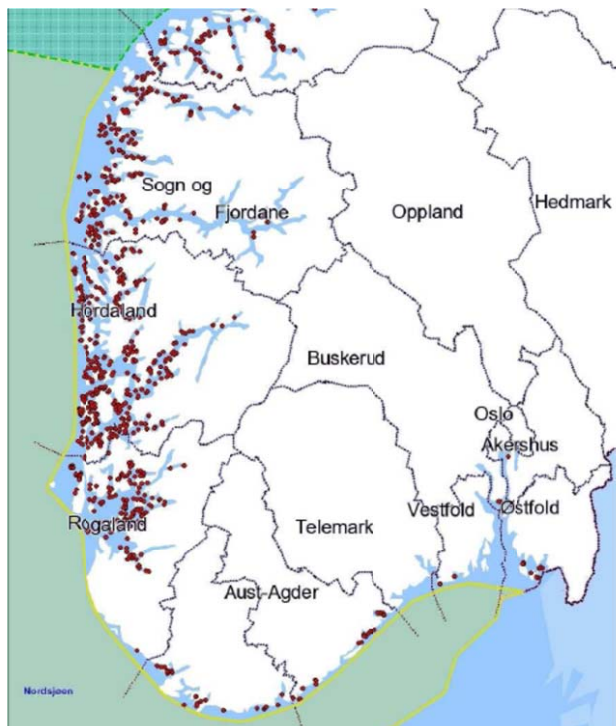 Sogn og
Fjordane
Oppland
Hedmark
Hordaland
Buskerud
Oslo
Akershus
Rogaland
Telemark
Vestfold
Østfold
Aust-Agder
Nordsjøen